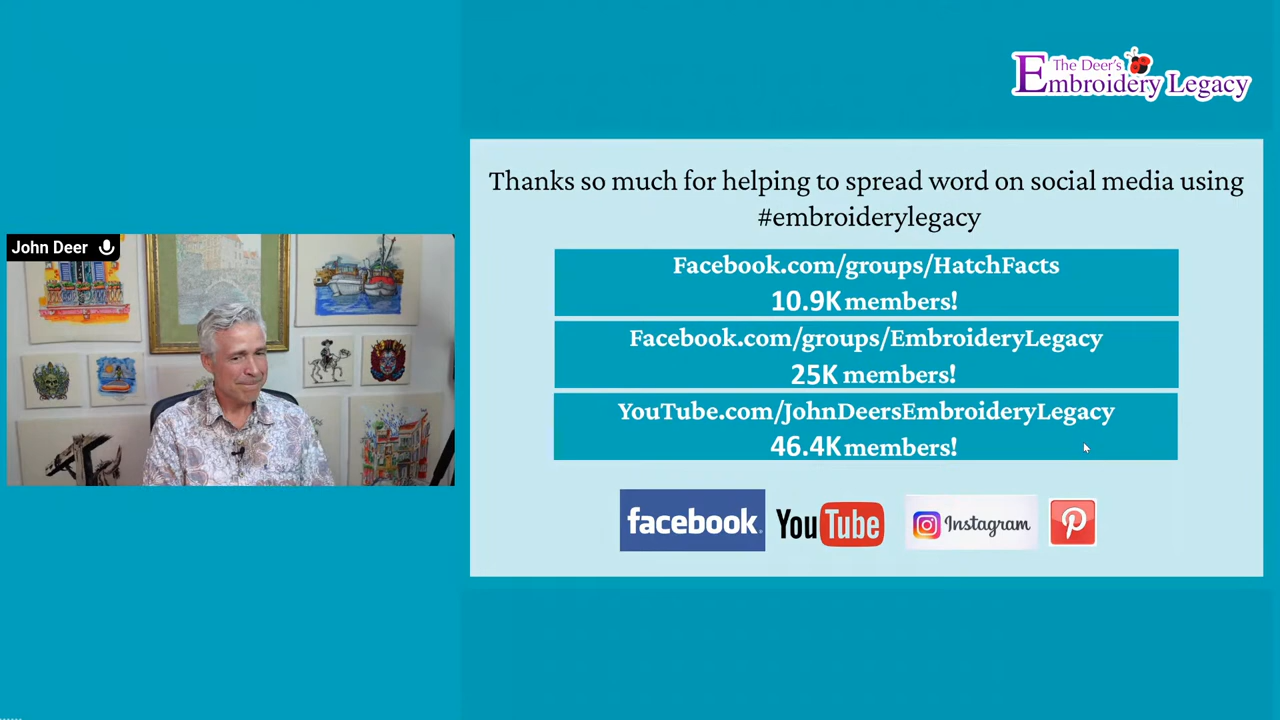 The Deer's
Embroidery Legacy
Thanks so much for helping to spread word on social media using
#embroiderylegacy
John Deer
Facebook.com/groups/HatchFacts
10.9K members!
Facebook.com/groups/EmbroideryLegacy
25K members!
YouTube.com/JohnDeersEmbroideryLegacy
46.4K members!
facebook.
YouTube
Instagram